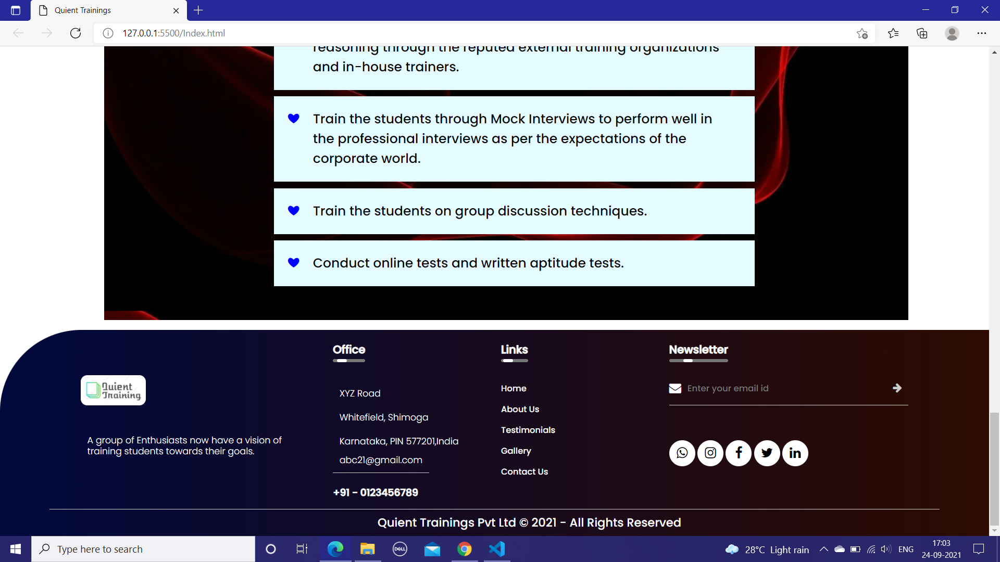 Quient Trainings
127.0.0.1:5500/Index.html
reasoning through the reputed external training organizations
and in-house trainers.
Train the students through Mock Interviews to perform well in
the professional interviews as per the expectations of the
corporate world.
Train the students on group discussion techniques.
Conduct online tests and written aptitude tests.
Quient
Training
A group of Enthusiasts now have a vision of
training students towards their goals.
Office
XYZ Road
Whitefield, Shimoga
Karnataka, PIN 577201,India
abc21@gmail.com
+91 - 0123456789
Links
Home
About Us
Testimonials
Gallery
Contact Us
Newsletter
Enter your email id
Quient Trainings Pvt Ltd © 2021 - All Rights Reserved
Type here to search
DELL
28°C Light rain
ENG
17:03
24-09-2021